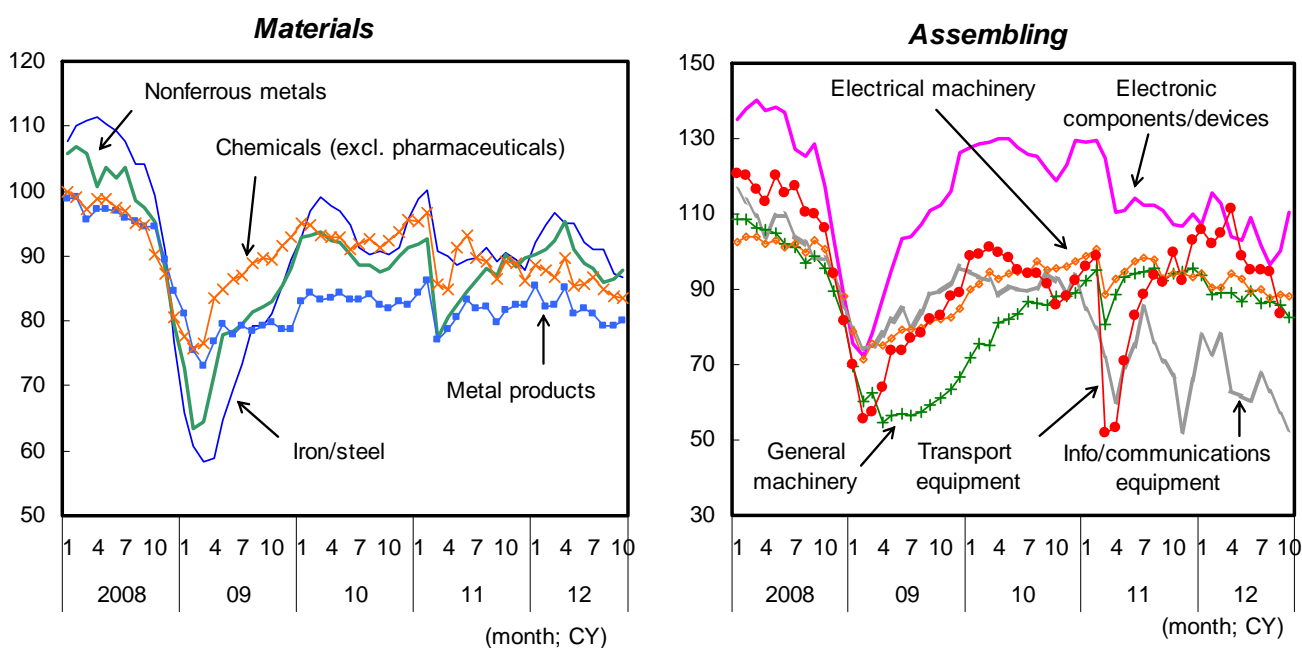 Materials
120
110
100
90
80
70
60
50
Nonferrous metals
Chemicals (excl. pharmaceuticals)
Metal products
Iron/steel
1 4 7 10 1 4 7 10 1 4 7 10 1 4 7 10 1 4 7 10
2008 09 10 11 12
(month; CY)
Assembling
150
130
110
90
70
50
30
Electrical machinery
Electronic
components/devices
General
machinery
Transport
equipment
Info/communications
equipment
1 4 7 10 1 4 7 10 1 4 7 10 1 4 7 10 1 4 7 10
2008 09 10 11 12
(month; CY)